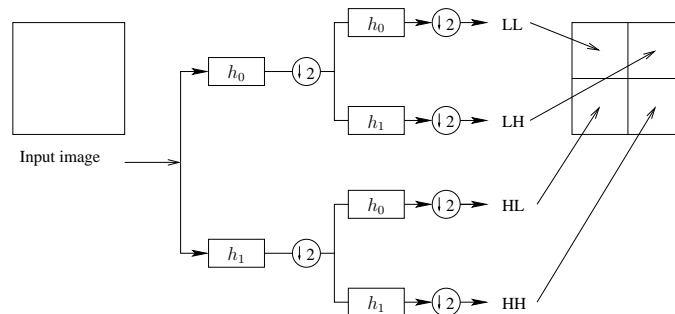 h₀ ↓2 LL
h₀ ↓2
h₁ ↓2 LH
Input image
h₀ ↓2 HL
h₁ ↓2
h₁ ↓2 HH